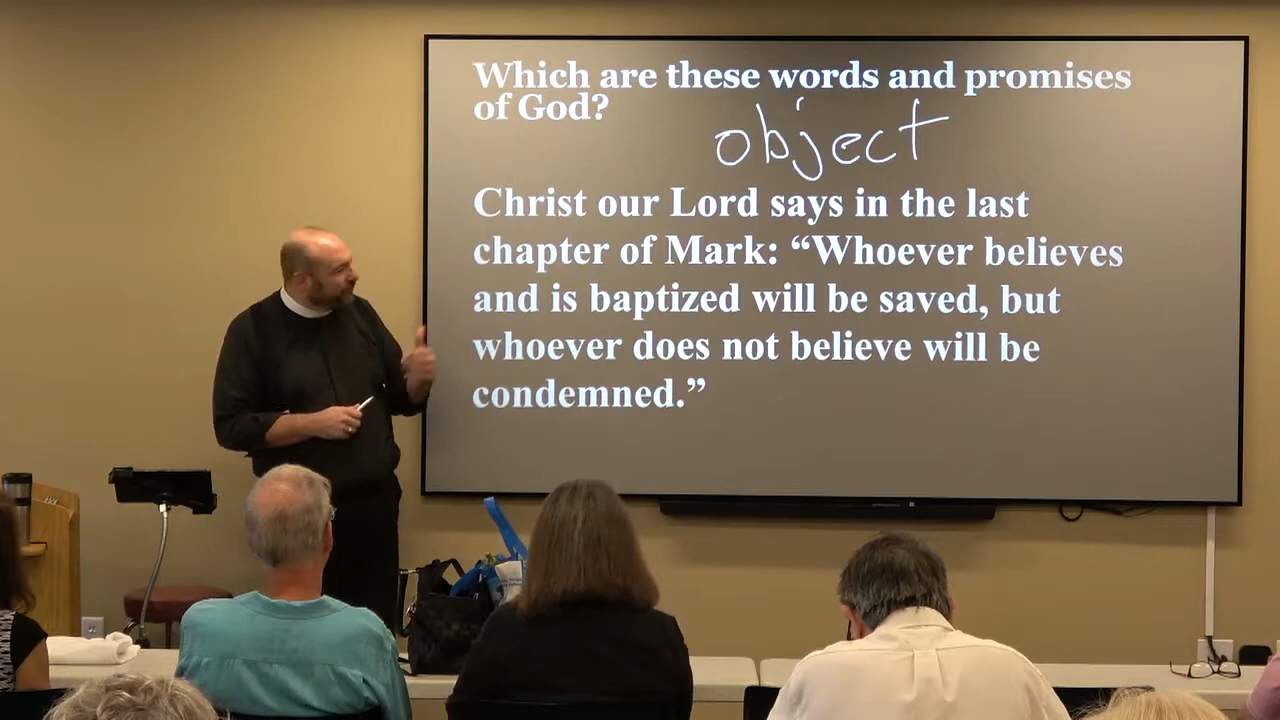 Which are these words and promises
of God?
object
Christ our Lord says in the last
chapter of Mark: “Whoever believes
and is baptized will be saved, but
whoever does not believe will be
condemned.”